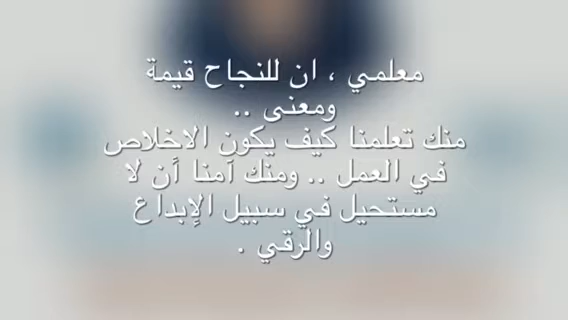 معلمي ، ان للنجاح قيمة
ومعنى ..
منك تعلمنا كيف يكون الاخلاص
في العمل .. ومنك آمنا أن لا
مستحيل في سبيل الإبداع
والرقي .